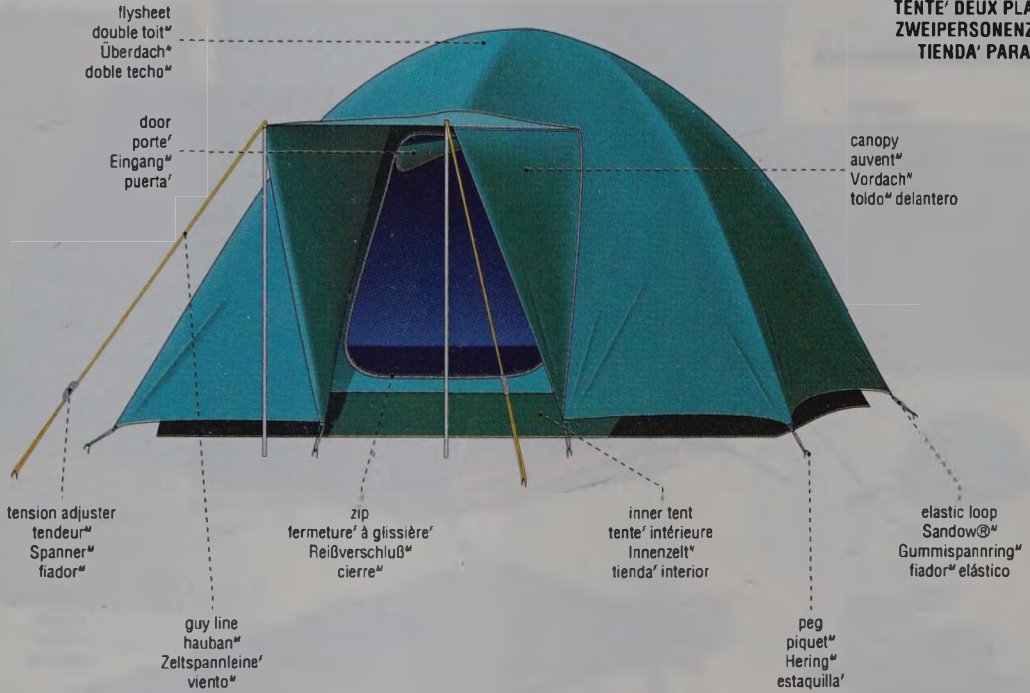 flysheet
double toitᴹ
Überdachᴺ
doble techoᴹ
TENTEꟳ DEUX PLA
ZWEIPERSONENZ
TIENDAꟳ PARA
door
porteꟳ
Eingangᴹ
puertaꟳ
canopy
auventᴹ
Vordachᴺ
toldoᴹ delantero
tension adjuster
tendeurᴹ
Spannerᴹ
fiadorᴹ
zip
fermetureꟳ à glissièreꟳ
Reißverschlußᴹ
cierreᴹ
inner tent
tenteꟳ intérieure
Innenzeltᴺ
tiendaꟳ interior
elastic loop
Sandow®ᴹ
Gummispannringᴹ
fiadorᴹ elástico
guy line
haubanᴹ
Zeltspannleineꟳ
vientoᴹ
peg
piquetᴹ
Heringᴹ
estaquillaꟳ